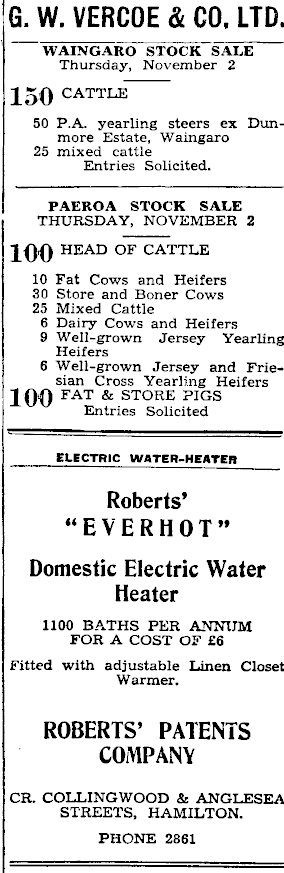 G. W. VERCOE & CO. LTD.
WAINGARO STOCK SALE
Thursday, November 2
150 CATTLE
50 P.A. yearling steers ex Dun-
more Estate, Waingaro
25 mixed cattle
Entries Solicited.
PAEROA STOCK SALE
THURSDAY, NOVEMBER 2
100 HEAD OF CATTLE
10 Fat Cows and Heifers
30 Store and Boner Cows
25 Mixed Cattle
6 Dairy Cows and Heifers
9 Well-grown Jersey Yearling
Heifers
6 Well-grown Jersey and Frie-
sian Cross Yearling Heifers
100 FAT & STORE PIGS
Entries Solicited
ELECTRIC WATER-HEATER
Roberts'
"EVERHOT"
Domestic Electric Water
Heater
1100 BATHS PER ANNUM
FOR A COST OF £6
Fitted with adjustable Linen Closet
Warmer.
ROBERTS' PATENTS
COMPANY
CR. COLLINGWOOD & ANGLESEA
STREETS, HAMILTON.
PHONE 2861